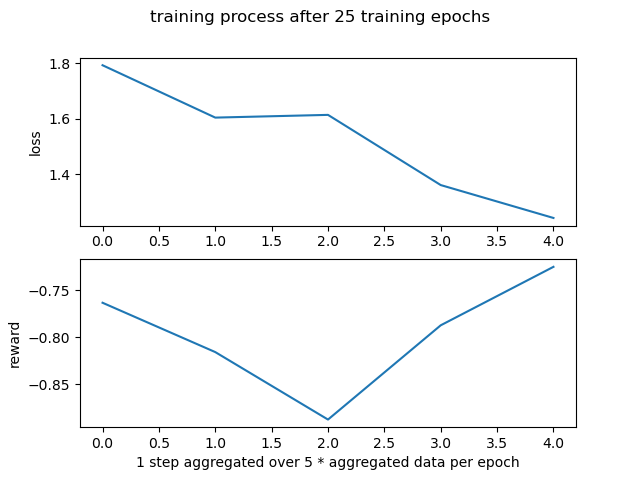 training process after 25 training epochs
1.8
1.6
1.4
loss
0.0 0.5 1.0 1.5 2.0 2.5 3.0 3.5 4.0
−0.75
−0.80
−0.85
reward
0.0 0.5 1.0 1.5 2.0 2.5 3.0 3.5 4.0
1 step aggregated over 5 * aggregated data per epoch